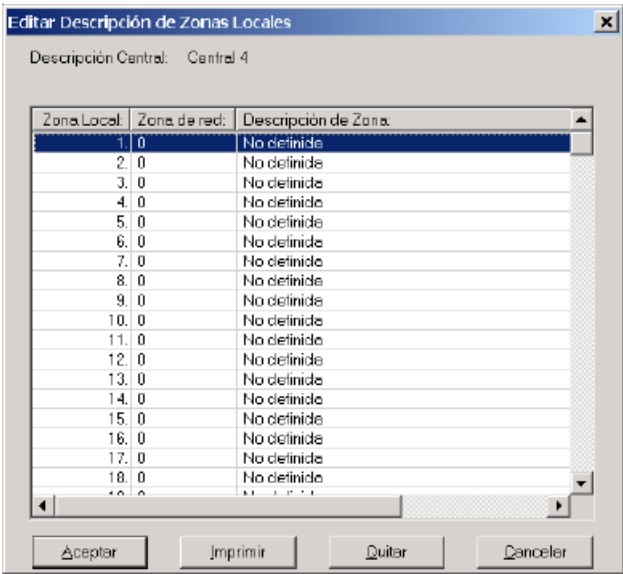 Editar Descripción de Zonas Locales
Descripción Central: Central 4
Zona Local: Zona de red: Descripción de Zona:
1. 0 No definida
2. 0 No definida
3. 0 No definida
4. 0 No definida
5. 0 No definida
6. 0 No definida
7. 0 No definida
8. 0 No definida
9. 0 No definida
10. 0 No definida
11. 0 No definida
12. 0 No definida
13. 0 No definida
14. 0 No definida
15. 0 No definida
16. 0 No definida
17. 0 No definida
18. 0 No definida
Aceptar Imprimir Quitar Cancelar